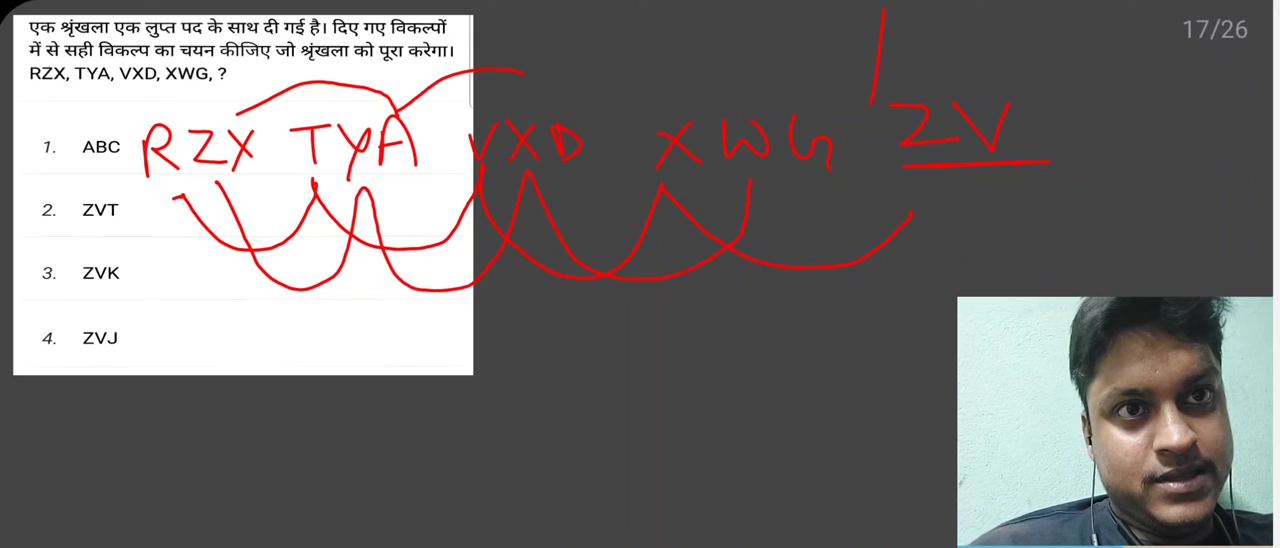 एक श्रृंखला एक लुप्त पद के साथ दी गई है। दिए गए विकल्पों
में से सही विकल्प का चयन कीजिए जो श्रृंखला को पूरा करेगा।
RZX, TYA, VXD, XWG, ?
17/26
RZX TYA VXD XWG ZV
1. ABC
2. ZVT
3. ZVK
4. ZVJ